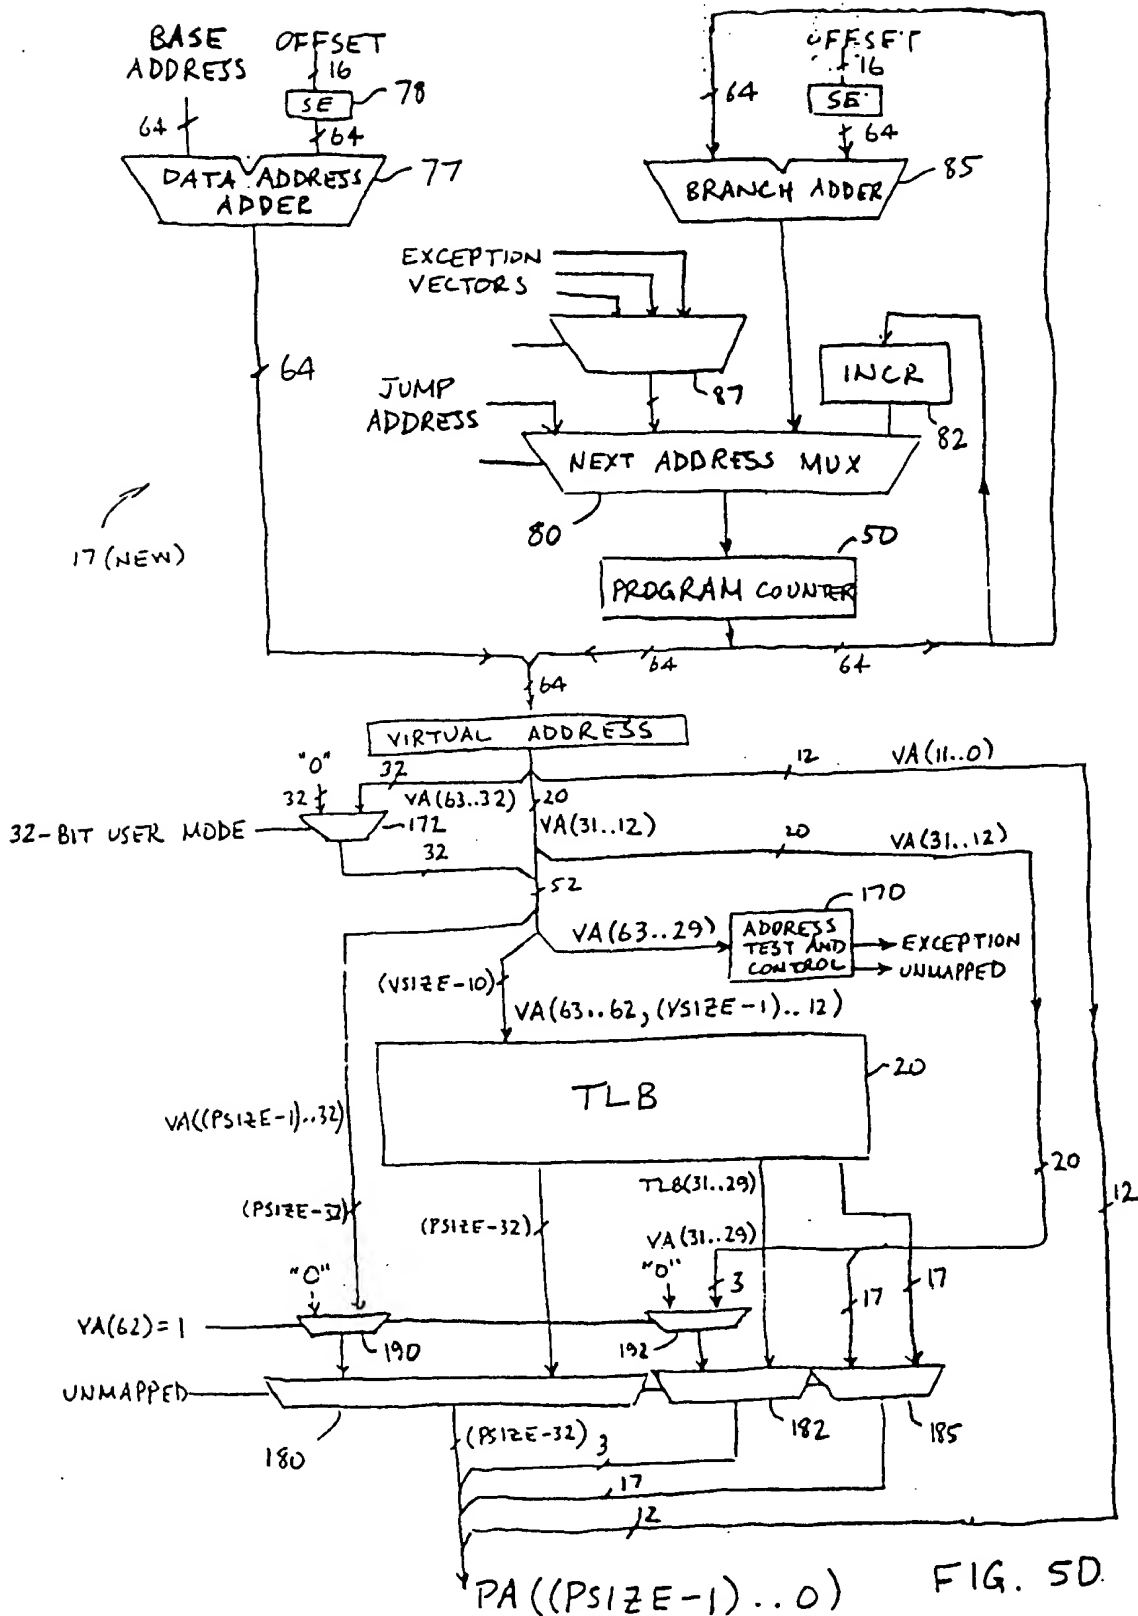 BASE
ADDRESS
OFFSET
16
SE
78
64
64
DATA ADDRESS
ADDER
77
OFFSET
16
64
SE
64
BRANCH ADDER
85
EXCEPTION
VECTORS
87
64
INCR
82
JUMP
ADDRESS
NEXT ADDRESS MUX
80
50
17 (NEW)
PROGRAM COUNTER
64
64
64
VIRTUAL ADDRESS
"0"
32
32
VA(63..32)
20
12
VA(11..0)
32-BIT USER MODE
172
VA(31..12)
32
20
VA(31..12)
52
170
VA(63..29)
ADDRESS
TEST AND
CONTROL
EXCEPTION
UNMAPPED
(VSIZE-10)
VA(63..62, (VSIZE-1)..12)
TLB
20
VA((PSIZE-1)..32)
20
12
TLB(31..29)
(PSIZE-32)
(PSIZE-32)
VA(31..29)
"0"
"0"
3
17
17
VA(62)=1
190
192
UNMAPPED
180
182
185
(PSIZE-32)
3
17
12
PA((PSIZE-1)..0)
FIG. 5D